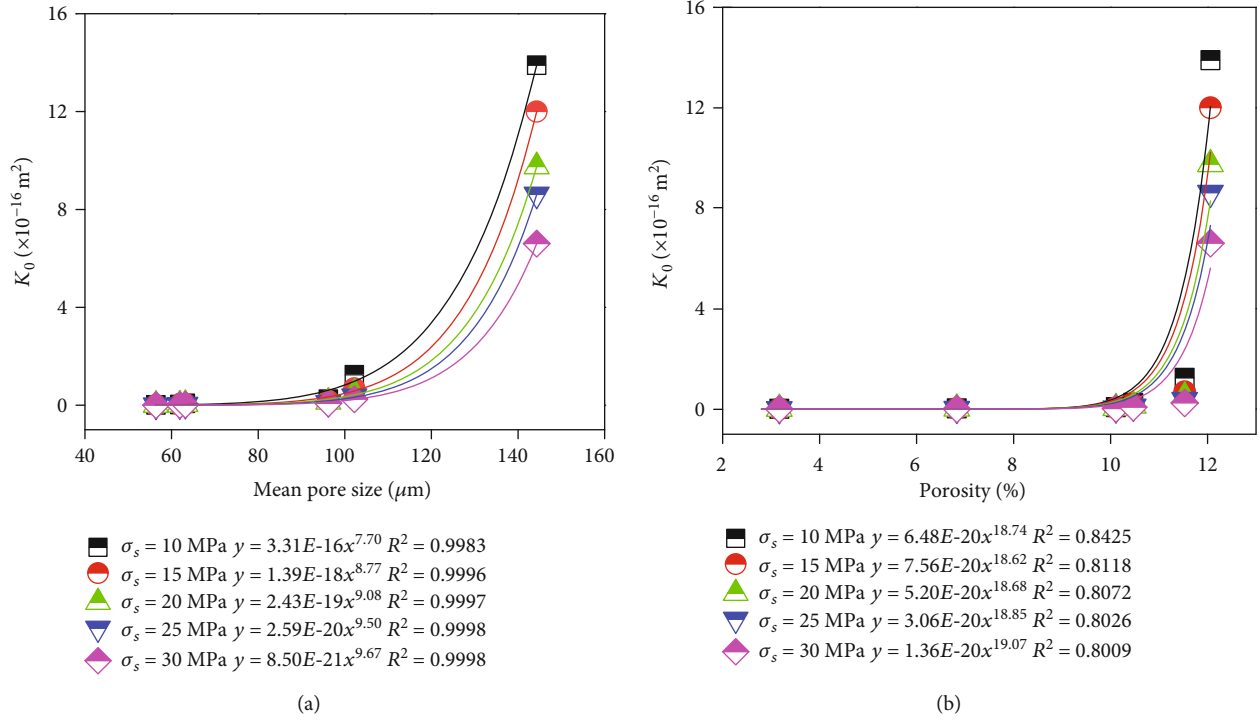 16
12
8
4
0
K₀ (×10⁻¹⁶ m²)
40 60 80 100 120 140 160
Mean pore size (μm)
σₛ = 10 MPa y = 3.31E-16x⁷·⁷⁰ R² = 0.9983
σₛ = 15 MPa y = 1.39E-18x⁸·⁷⁷ R² = 0.9996
σₛ = 20 MPa y = 2.43E-19x⁹·⁰⁸ R² = 0.9997
σₛ = 25 MPa y = 2.59E-20x⁹·⁵⁰ R² = 0.9998
σₛ = 30 MPa y = 8.50E-21x⁹·⁶⁷ R² = 0.9998
(a)
16
12
8
4
0
K₀ (×10⁻¹⁶ m²)
2 4 6 8 10 12
Porosity (%)
σₛ = 10 MPa y = 6.48E-20x¹⁸·⁷⁴ R² = 0.8425
σₛ = 15 MPa y = 7.56E-20x¹⁸·⁶² R² = 0.8118
σₛ = 20 MPa y = 5.20E-20x¹⁸·⁶⁸ R² = 0.8072
σₛ = 25 MPa y = 3.06E-20x¹⁸·⁸⁵ R² = 0.8026
σₛ = 30 MPa y = 1.36E-20x¹⁹·⁰⁷ R² = 0.8009
(b)